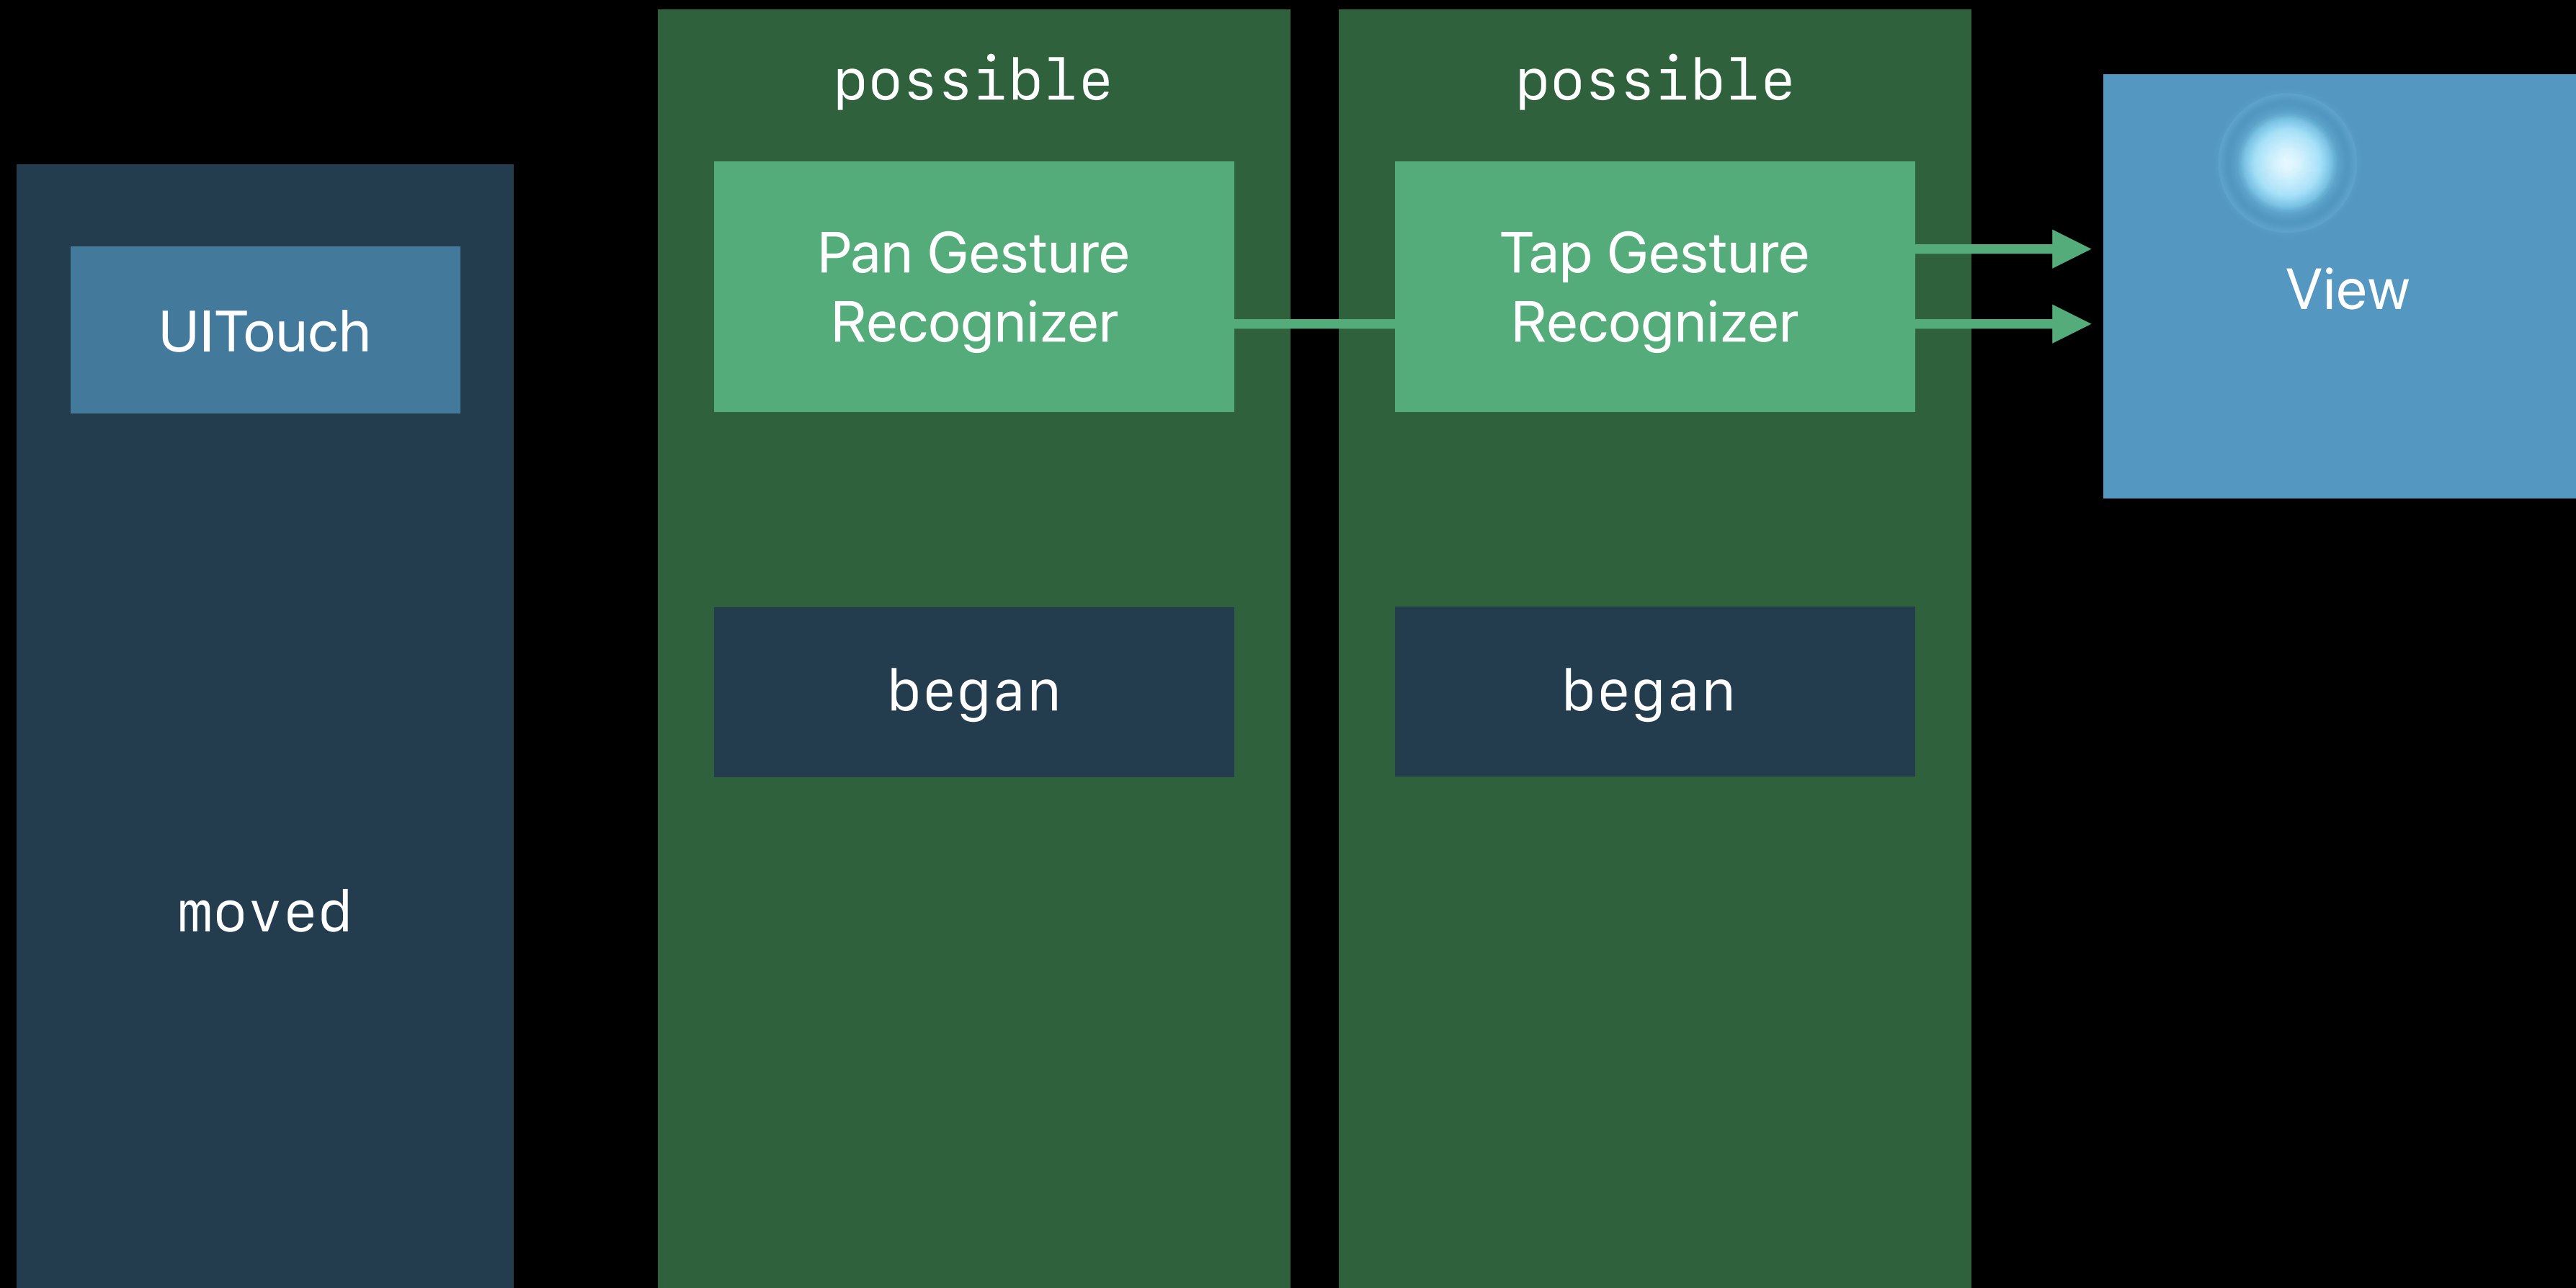 possible
possible
UITouch
Pan Gesture
Recognizer
Tap Gesture
Recognizer
View
began
began
moved